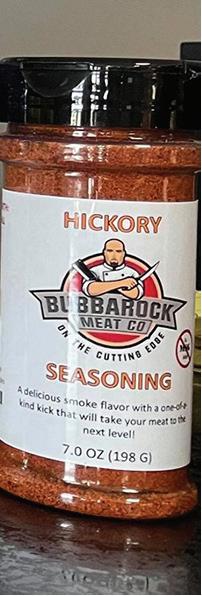 HICKORY
BUBBAROCK
MEAT CO
ON THE CUTTING EDGE
SEASONING
A delicious smoke flavor with a one-of-a-
kind kick that will take your meat to the
next level!
7.0 OZ (198 G)